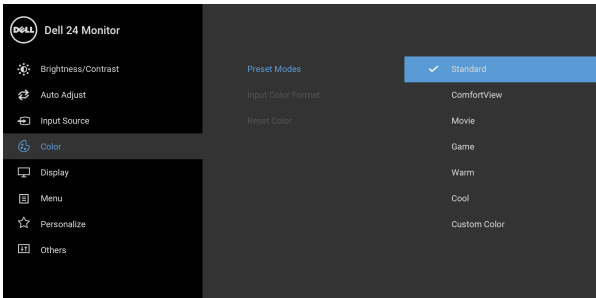 DELL
Dell 24 Monitor
Brightness/Contrast
Auto Adjust
Input Source
Color
Display
Menu
Personalize
Others
Preset Modes
Input Color Format
Reset Color
Standard
ComfortView
Movie
Game
Warm
Cool
Custom Color